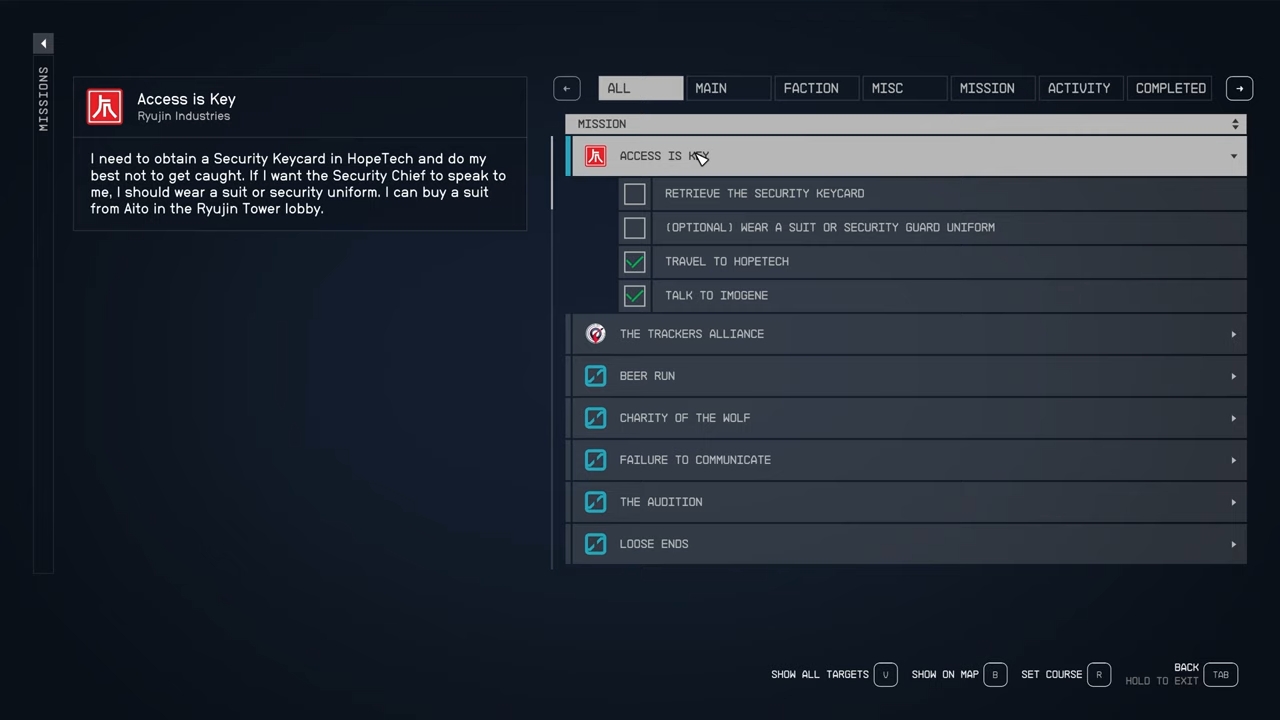 MISSIONS
Access is Key
Ryujin Industries
I need to obtain a Security Keycard in HopeTech and do my
best not to get caught. If I want the Security Chief to speak to
me, I should wear a suit or security uniform. I can buy a suit
from Aito in the Ryujin Tower lobby.
ALL MAIN FACTION MISC MISSION ACTIVITY COMPLETED
MISSION
ACCESS IS KEY
RETRIEVE THE SECURITY KEYCARD
(OPTIONAL) WEAR A SUIT OR SECURITY GUARD UNIFORM
TRAVEL TO HOPETECH
TALK TO IMOGENE
THE TRACKERS ALLIANCE
BEER RUN
CHARITY OF THE WOLF
FAILURE TO COMMUNICATE
THE AUDITION
LOOSE ENDS
SHOW ALL TARGETS V SHOW ON MAP B SET COURSE R BACK TAB
HOLD TO EXIT